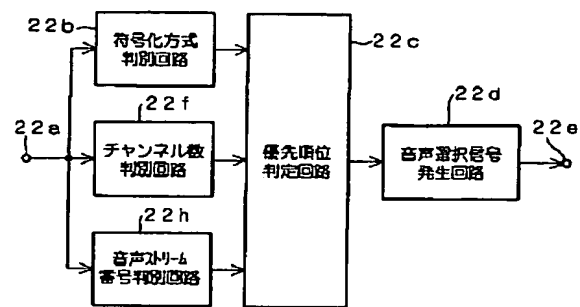 22b
符号化方式
判別回路
22c
22a
22f
チャンネル数
判別回路
優先順位
判定回路
22d
音声選択信号
発生回路
22e
22h
音声ストリーム
番号判別回路